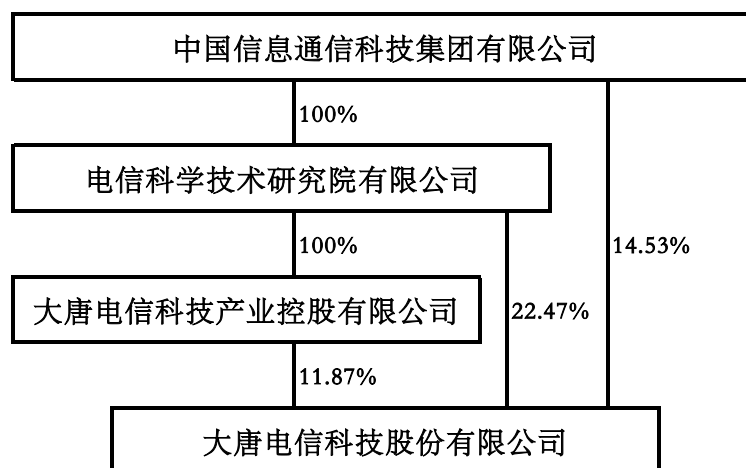 中国信息通信科技集团有限公司
100%
电信科学技术研究院有限公司
100%
14.53%
大唐电信科技产业控股有限公司
22.47%
11.87%
大唐电信科技股份有限公司